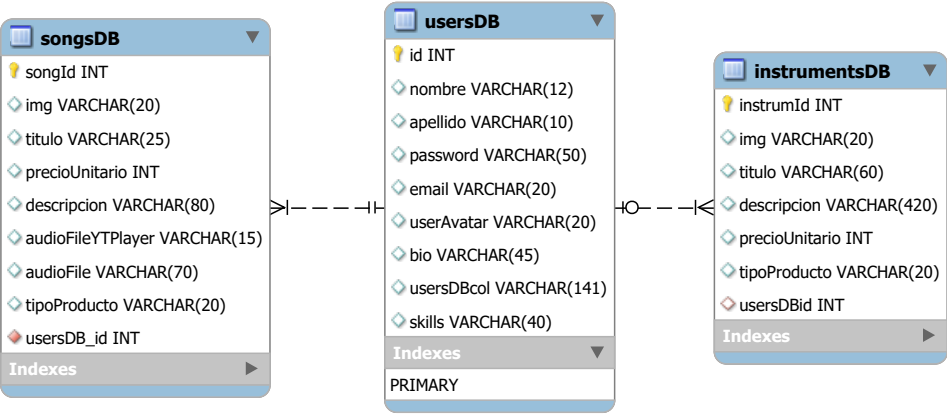 songsDB
songId INT
img VARCHAR(20)
titulo VARCHAR(25)
precioUnitario INT
descripcion VARCHAR(80)
audioFileYTPlayer VARCHAR(15)
audioFile VARCHAR(70)
tipoProducto VARCHAR(20)
usersDB_id INT
Indexes
usersDB
id INT
nombre VARCHAR(12)
apellido VARCHAR(10)
password VARCHAR(50)
email VARCHAR(20)
userAvatar VARCHAR(20)
bio VARCHAR(45)
usersDBcol VARCHAR(141)
skills VARCHAR(40)
Indexes
PRIMARY
instrumentsDB
instrumId INT
img VARCHAR(20)
titulo VARCHAR(60)
descripcion VARCHAR(420)
precioUnitario INT
tipoProducto VARCHAR(20)
usersDBid INT
Indexes